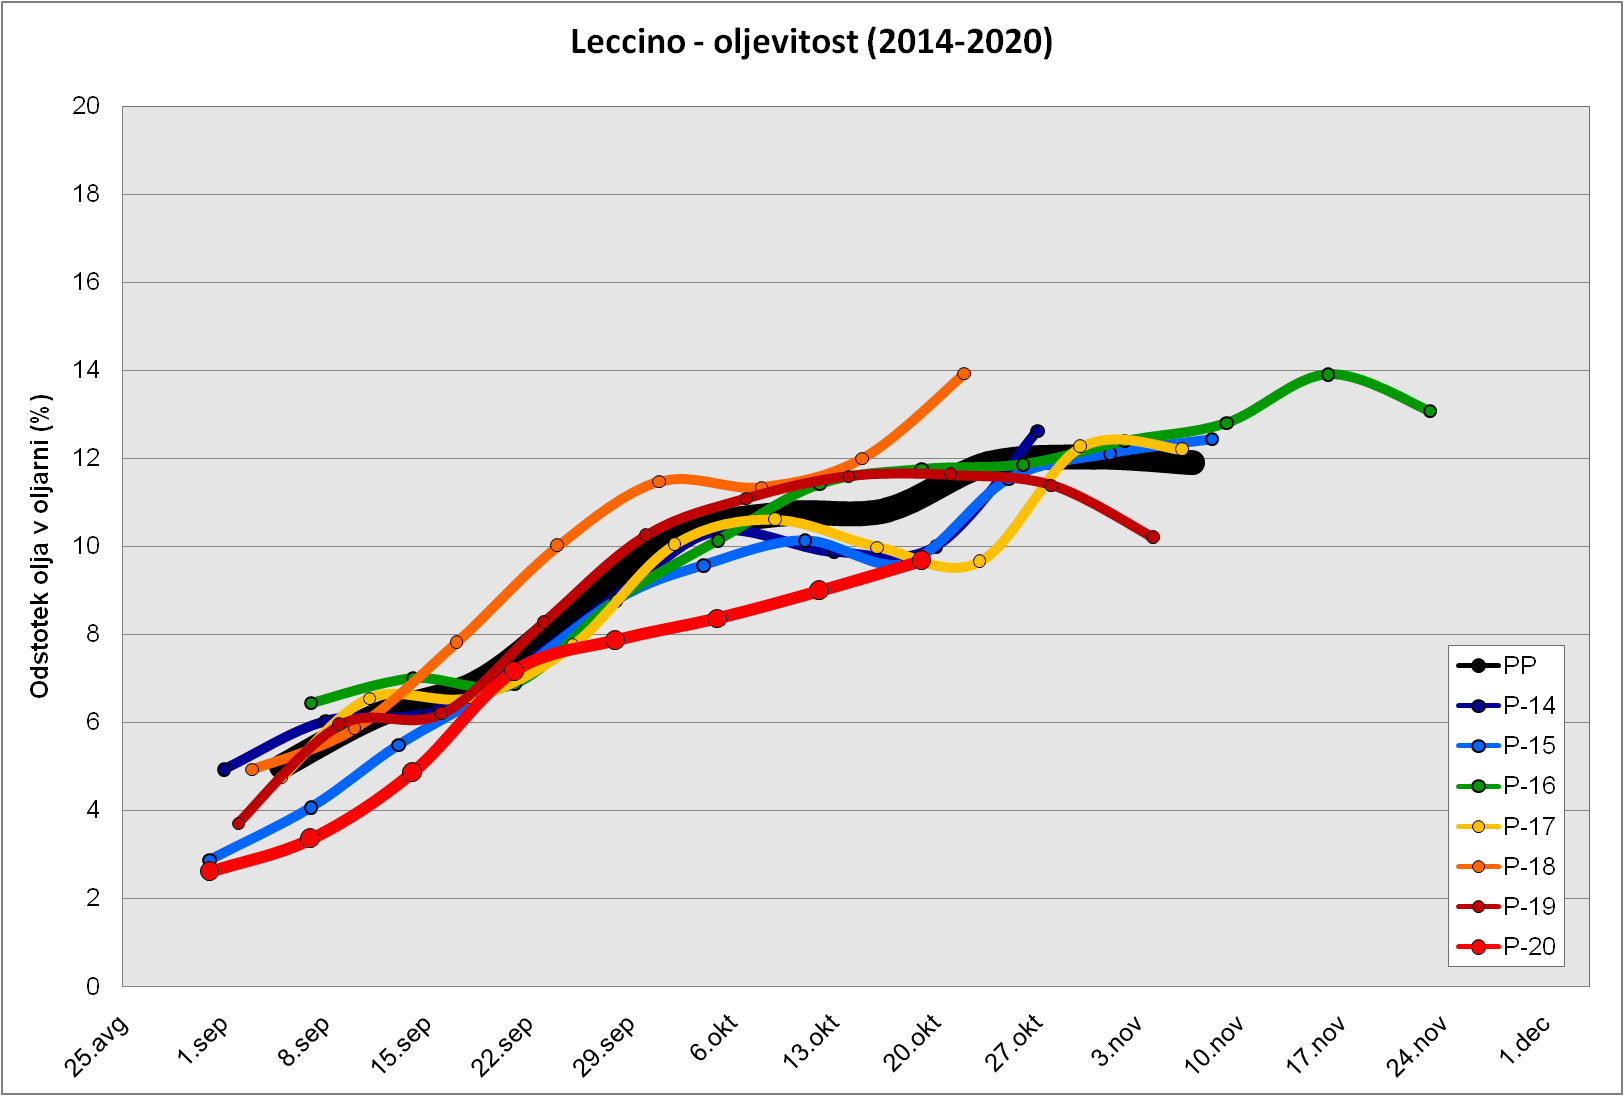 Leccino - oljevitost (2014-2020)
Odstotek olja v oljarni (%)
20
18
16
14
12
10
8
6
4
2
0
25.avg
1.sep
8.sep
15.sep
22.sep
29.sep
6.okt
13.okt
20.okt
27.okt
3.nov
10.nov
17.nov
24.nov
1.dec
PP
P-14
P-15
P-16
P-17
P-18
P-19
P-20